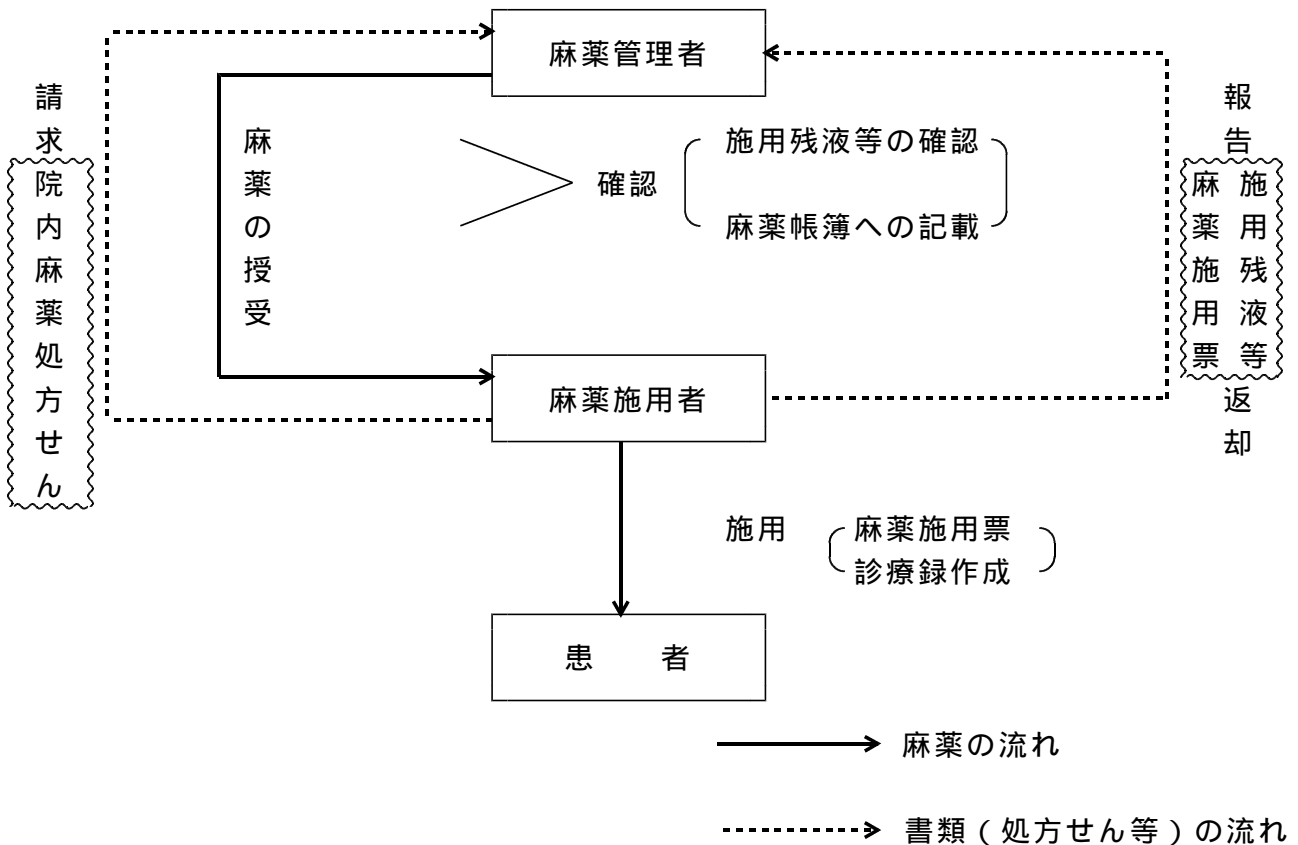 麻薬管理者
請求
院内麻薬処方せん
麻薬の授受
確認
施用残液等の確認
麻薬帳簿への記載
報告
施用残液等
麻薬施用票
返却
麻薬施用者
施用
麻薬施用票
診療録作成
患者
麻薬の流れ
書類(処方せん等)の流れ